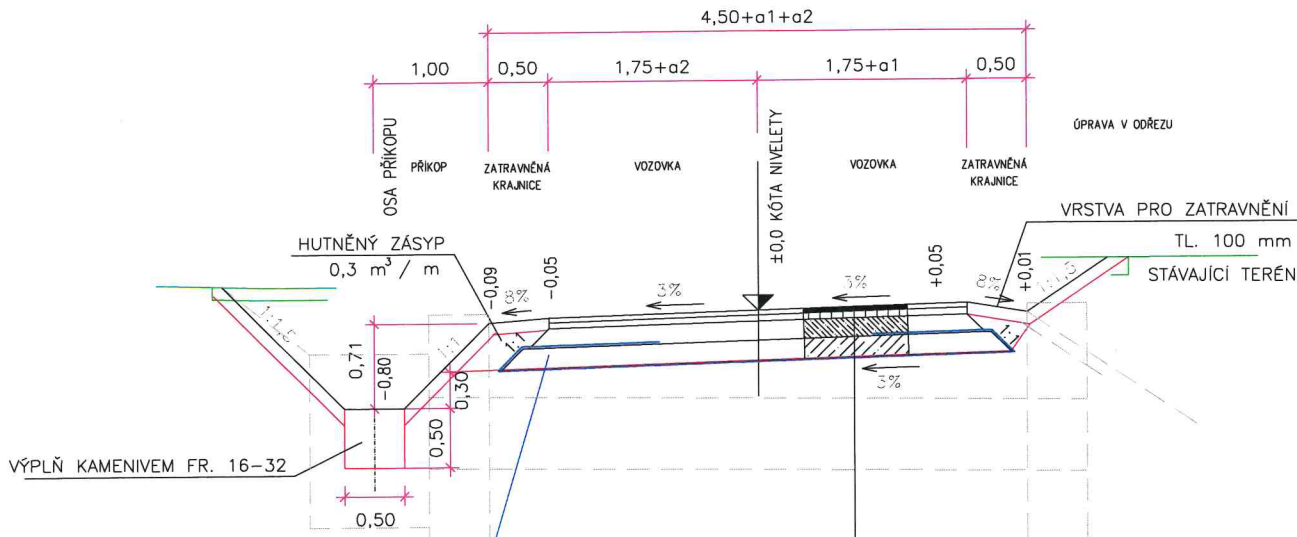 4,50+a1+a2
1,00
0,50
1,75+a2
1,75+a1
0,50
ÚPRAVA V ODŘEZU
OSA PŘÍKOPU
PŘÍKOP
ZATRAVNĚNÁ
KRAJNICE
VOZOVKA
±0,0 KÓTA NIVELETY
VOZOVKA
ZATRAVNĚNÁ
KRAJNICE
VRSTVA PRO ZATRAVNĚNÍ
TL. 100 mm
STÁVAJÍCÍ TERÉN
HUTNĚNÝ ZÁSYP
0,3 m³ / m
-0,09
8%
-0,05
3%
3%
+0,05
8%
+0,01
1:1,5
1:1,5
0,71
-0,80
1:1
0,30
1:1
1:1
3%
0,50
VÝPLŇ KAMENIVEM FR. 16-32
0,50